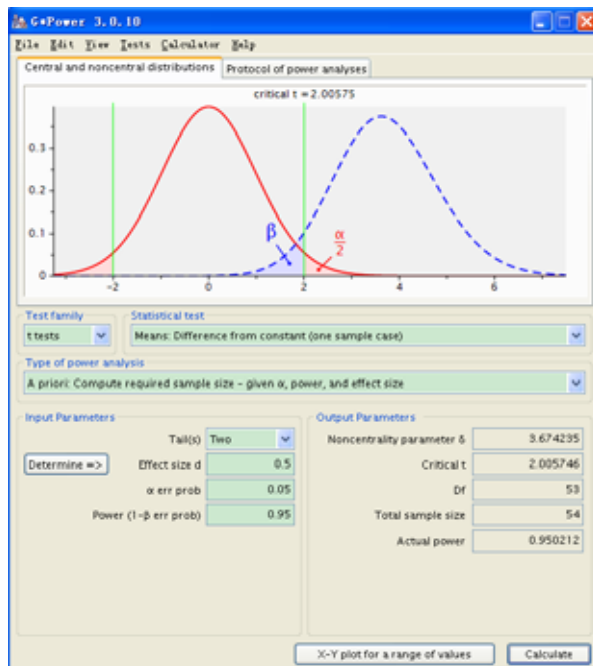 G*Power 3.0.10
File Edit View Tests Calculator Help
Central and noncentral distributions Protocol of power analyses
critical t = 2.00575
0.3
0.2
0.1
0
β
α
2
-2 0 2 4 6
Test family
Statistical test
t tests
Means: Difference from constant (one sample case)
Type of power analysis
A priori: Compute required sample size - given α, power, and effect size
Input Parameters
Output Parameters
Tail(s) Two
Noncentrality parameter δ 3.674235
Determine => Effect size d 0.5
Critical t 2.005746
α err prob 0.05
Df 53
Power (1-β err prob) 0.95
Total sample size 54
Actual power 0.950212
X-Y plot for a range of values
Calculate